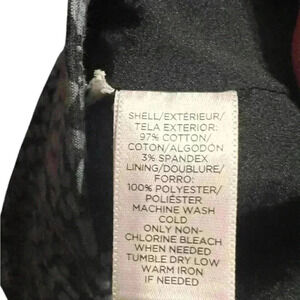 SHELL/EXTÉRIEUR/
TELA EXTERIOR:
97% COTTON/
COTON/ALGODÓN
3% SPANDEX
LINING/DOUBLURE/
FORRO:
100% POLYESTER/
POLIÉSTER
MACHINE WASH
COLD
ONLY NON-
CHLORINE BLEACH
WHEN NEEDED
TUMBLE DRY LOW
WARM IRON
IF NEEDED